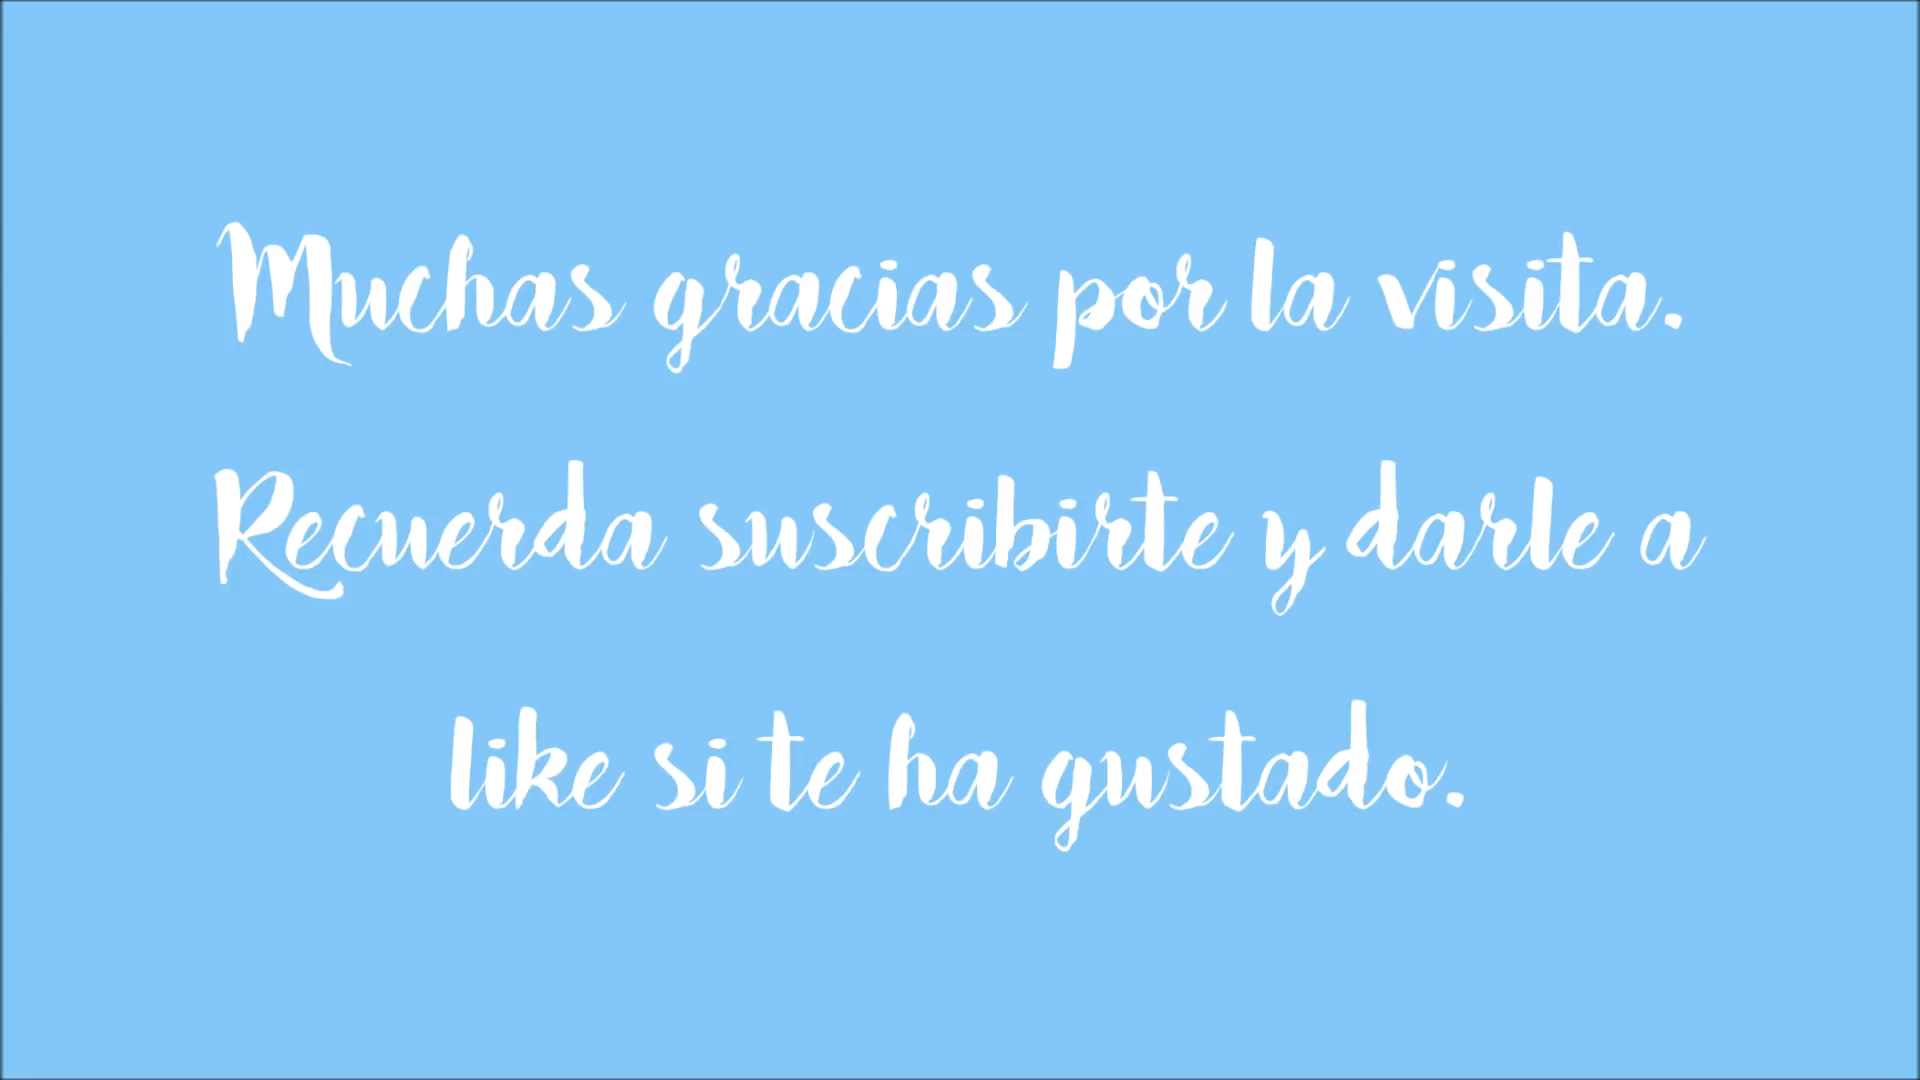 Muchas gracias por la visita.
Recuerda suscribirte y darle a
like si te ha gustado.